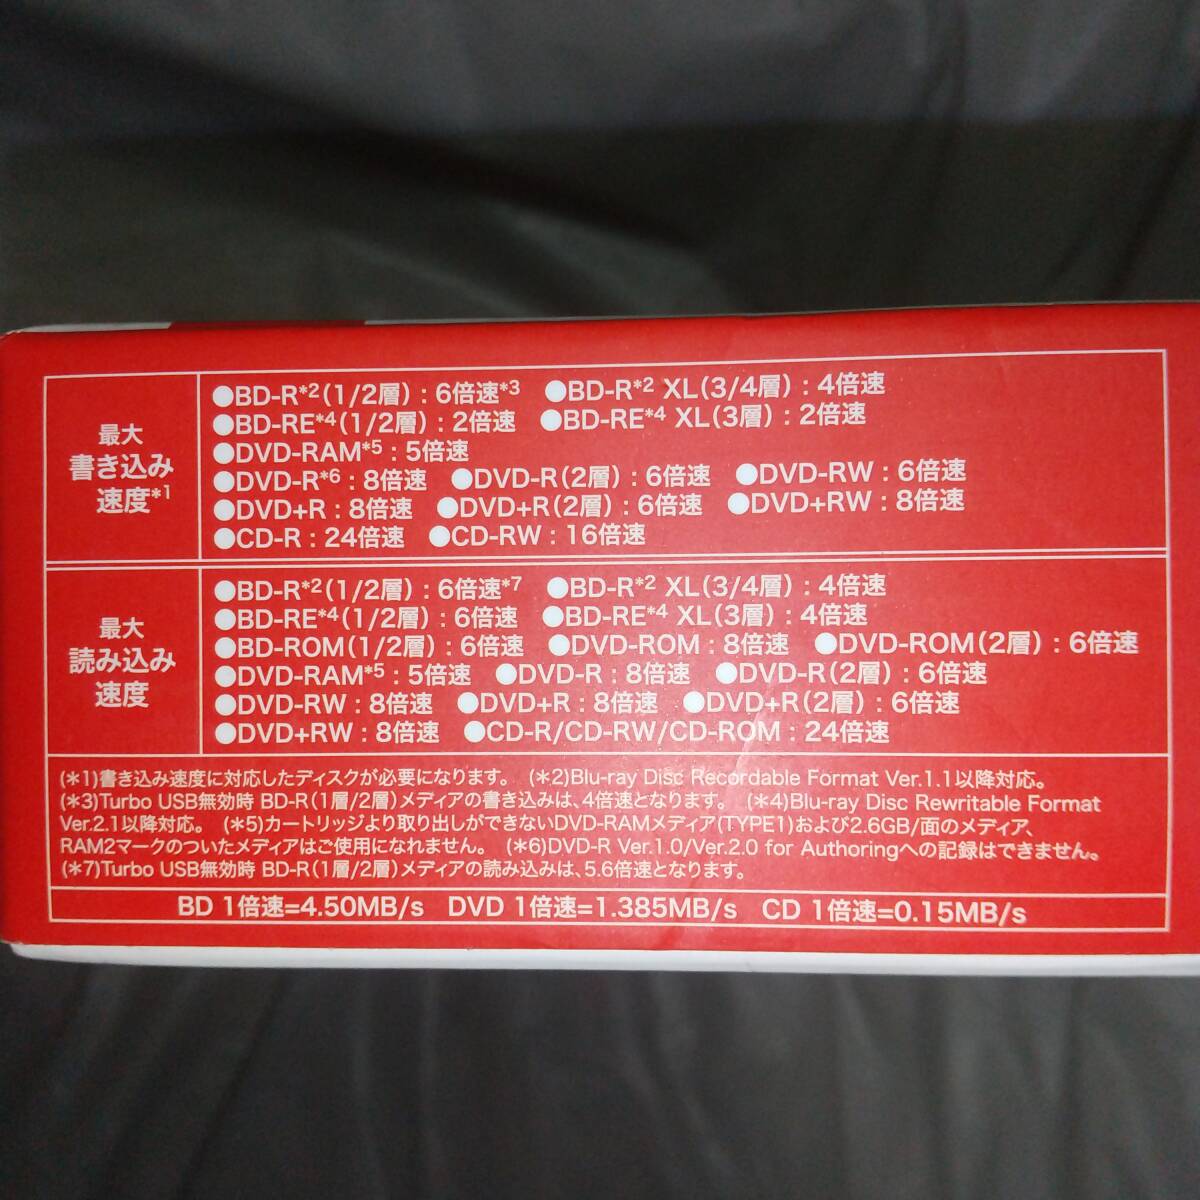 最大
書き込み
速度*1
●BD-R*2(1/2層) : 6倍速*3 ●BD-R*2 XL(3/4層) : 4倍速
●BD-RE*4(1/2層) : 2倍速 ●BD-RE*4 XL(3層) : 2倍速
●DVD-RAM*5 : 5倍速
●DVD-R*6 : 8倍速 ●DVD-R(2層) : 6倍速 ●DVD-RW : 6倍速
●DVD+R : 8倍速 ●DVD+R(2層) : 6倍速 ●DVD+RW : 8倍速
●CD-R : 24倍速 ●CD-RW : 16倍速
最大
読み込み
速度
●BD-R*2(1/2層) : 6倍速*7 ●BD-R*2 XL(3/4層) : 4倍速
●BD-RE*4(1/2層) : 6倍速 ●BD-RE*4 XL(3層) : 4倍速
●BD-ROM(1/2層) : 6倍速 ●DVD-ROM : 8倍速 ●DVD-ROM(2層) : 6倍速
●DVD-RAM*5 : 5倍速 ●DVD-R : 8倍速 ●DVD-R(2層) : 6倍速
●DVD-RW : 8倍速 ●DVD+R : 8倍速 ●DVD+R(2層) : 6倍速
●DVD+RW : 8倍速 ●CD-R/CD-RW/CD-ROM : 24倍速
(*1)書き込み速度に対応したディスクが必要になります。 (*2)Blu-ray Disc Recordable Format Ver.1.1以降対応。
(*3)Turbo USB無効時 BD-R(1層/2層)メディアの書き込みは、4倍速となります。 (*4)Blu-ray Disc Rewritable Format
Ver.2.1以降対応。 (*5)カートリッジより取り出しができないDVD-RAMメディア(TYPE1)および2.6GB/面のメディア、
RAM2マークのついたメディアはご使用になれません。 (*6)DVD-R Ver.1.0/Ver.2.0 for Authoringへの記録はできません。
(*7)Turbo USB無効時 BD-R(1層/2層)メディアの読み込みは、5.6倍速となります。
BD 1倍速=4.50MB/s DVD 1倍速=1.385MB/s CD 1倍速=0.15MB/s